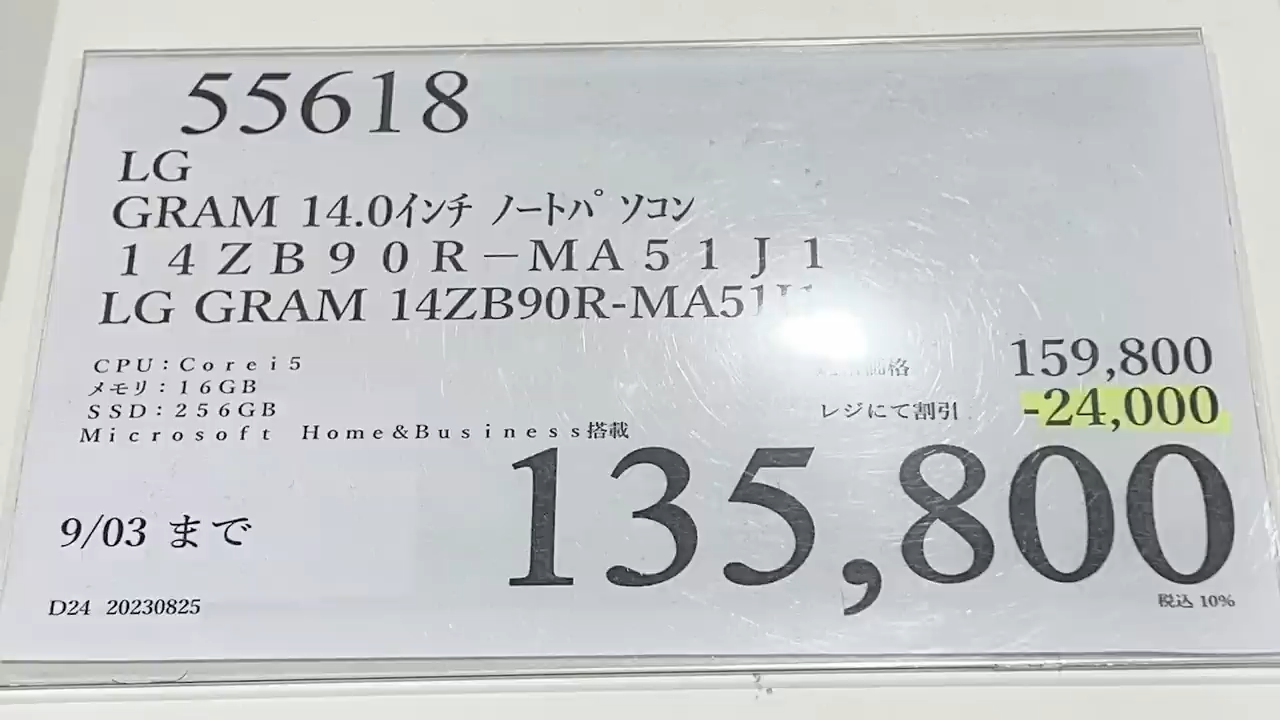 55618
LG
GRAM 14.0インチ ノートパソコン
14ZB90R-MA51J1
LG GRAM 14ZB90R-MA51J1
CPU:Corei5
メモリ:16GB
SSD:256GB
Microsoft Home&Business搭載
価格 159,800
レジにて割引 -24,000
135,800
税込 10%
9/03 まで
D24 20230825